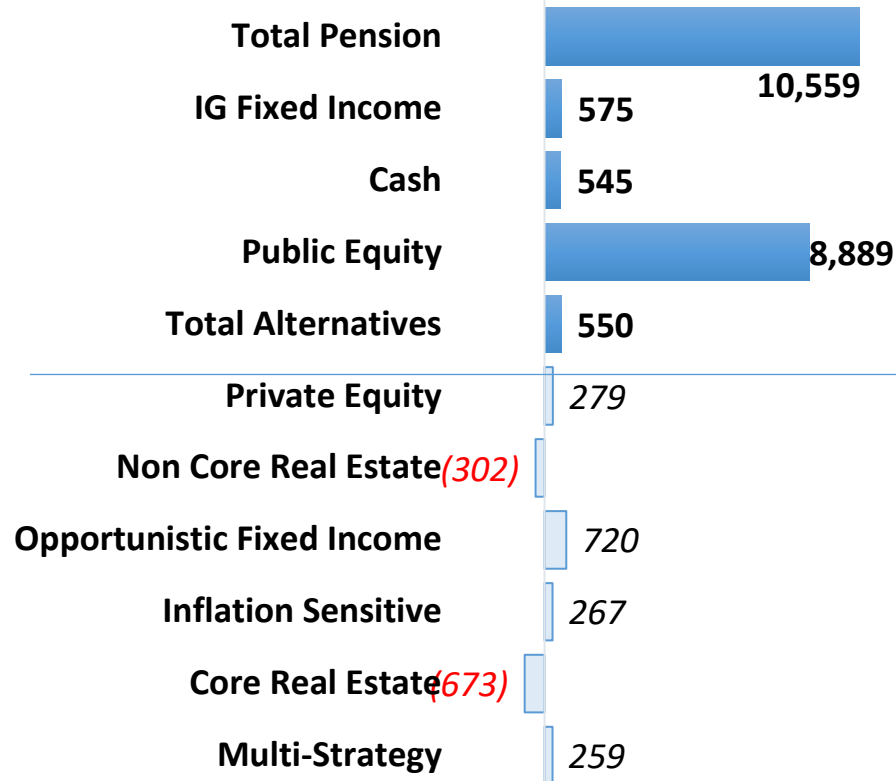 Total Pension
10,559
IG Fixed Income 575
Cash 545
Public Equity 8,889
Total Alternatives 550
Private Equity 279
Non Core Real Estate (302)
Opportunistic Fixed Income 720
Inflation Sensitive 267
Core Real Estate (673)
Multi-Strategy 259